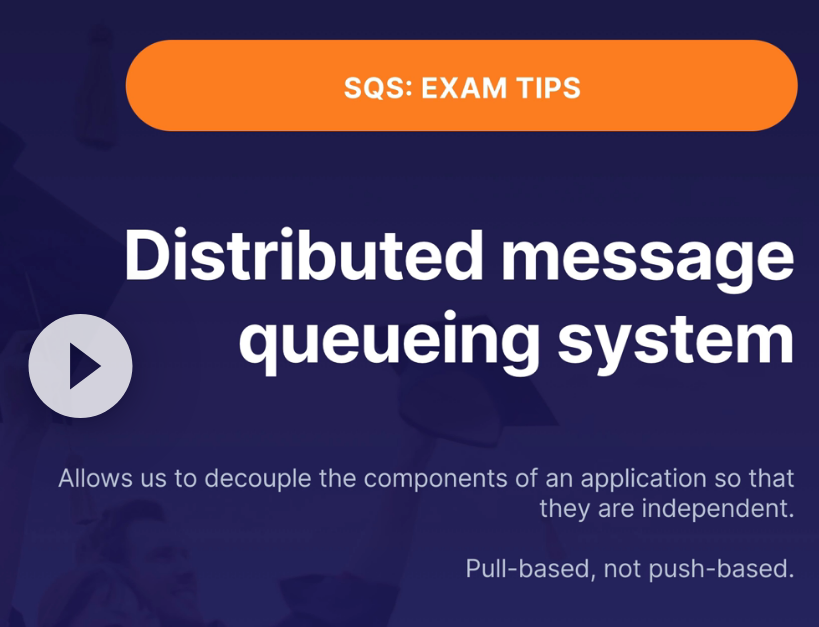 SQS: EXAM TIPS
Distributed message
queueing system
Allows us to decouple the components of an application so that
they are independent.
Pull-based, not push-based.